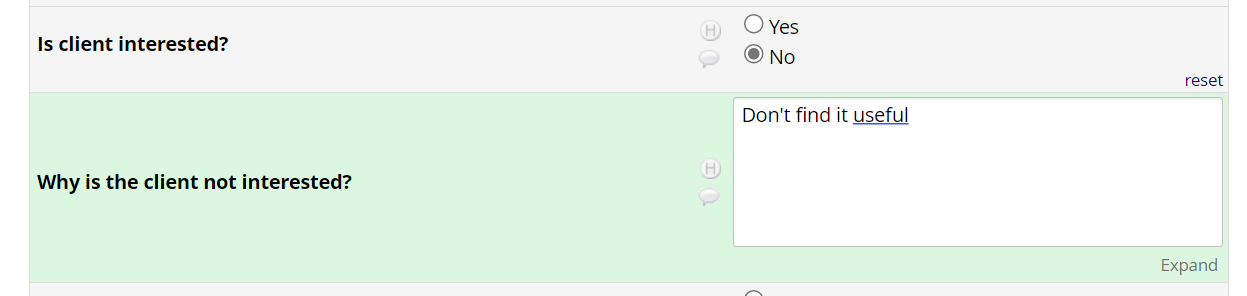 Is client interested?
H
Yes
No
reset
Why is the client not interested?
H
Don't find it useful
Expand